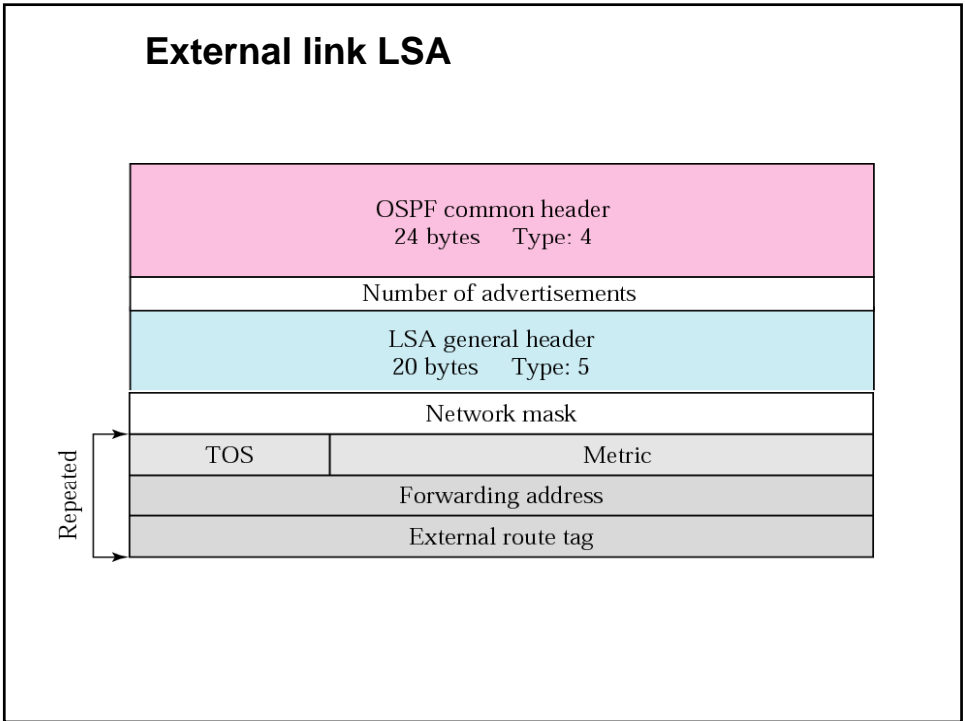 External link LSA
OSPF common header
24 bytes Type: 4
Number of advertisements
LSA general header
20 bytes Type: 5
Network mask
Repeated
TOS Metric
Forwarding address
External route tag